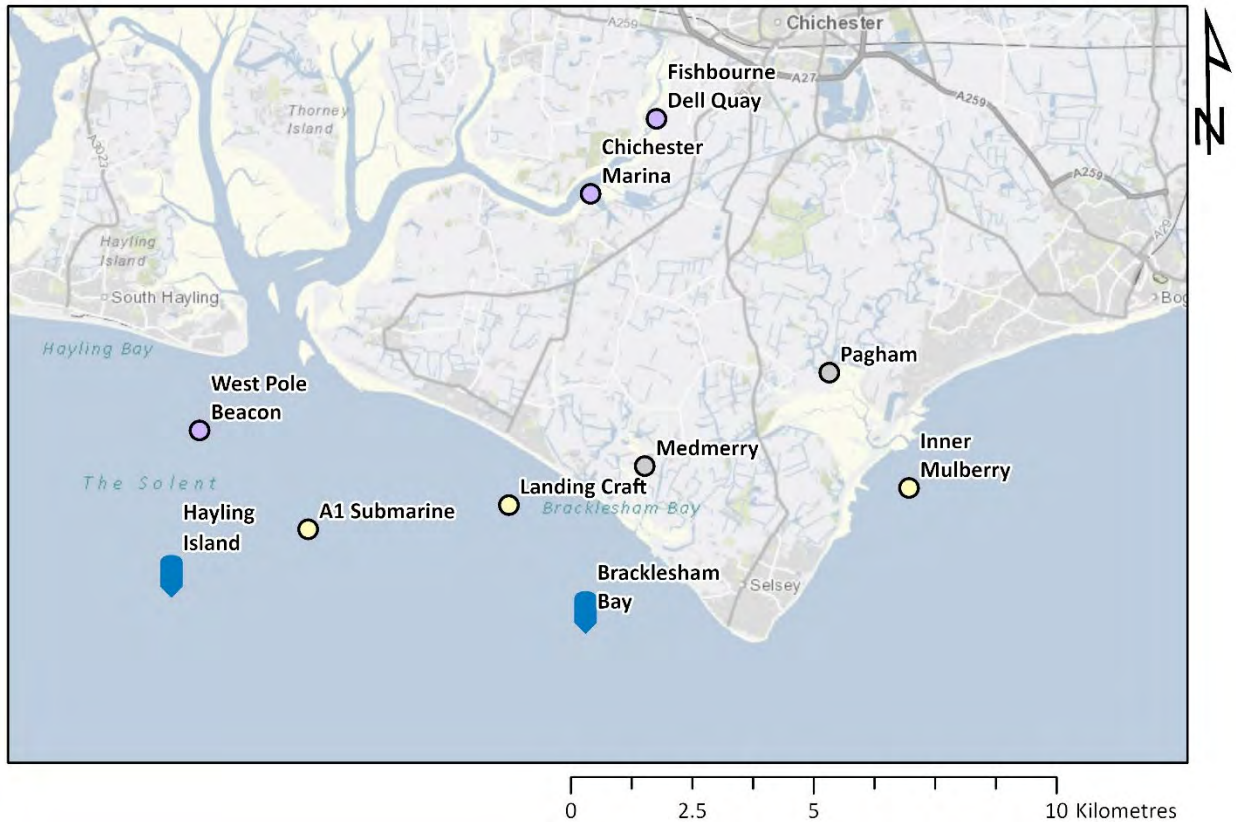 A259
Chichester
N
Fishbourne
Dell Quay
A27
A259
Thorney
Island
A3023
Chichester
Marina
A259
A29
Hayling
Island
South Hayling
Bog
Hayling Bay
Pagham
West Pole
Beacon
Inner
Mulberry
Medmerry
The Solent
Landing Craft
Bracklesham Bay
Hayling
Island
A1 Submarine
Bracklesham
Bay
Selsey
0 2.5 5 10 Kilometres